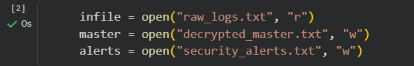 [2]
0s
infile = open("raw_logs.txt", "r")
master = open("decrypted_master.txt", "w")
alerts = open("security_alerts.txt", "w")